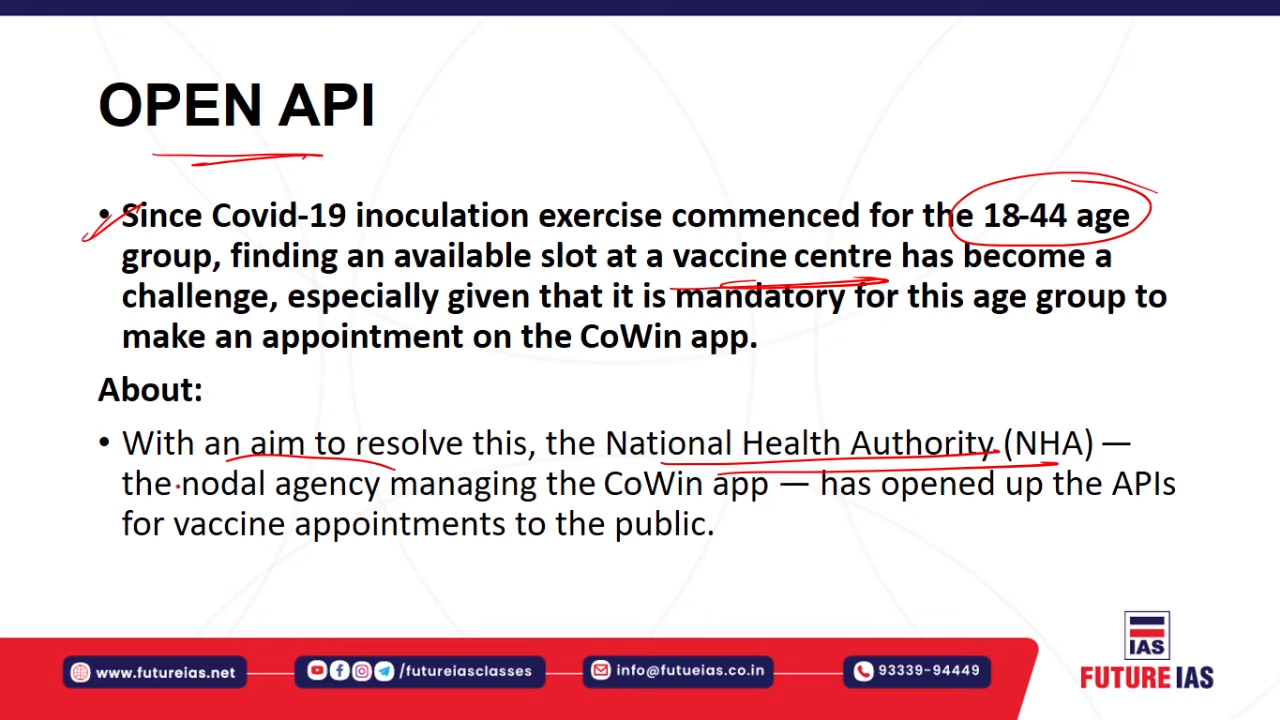 OPEN API
• Since Covid-19 inoculation exercise commenced for the 18-44 age
group, finding an available slot at a vaccine centre has become a
challenge, especially given that it is mandatory for this age group to
make an appointment on the CoWin app.
About:
• With an aim to resolve this, the National Health Authority (NHA) —
the nodal agency managing the CoWin app — has opened up the APIs
for vaccine appointments to the public.
IAS
www.futureias.net
/futureiasclasses
info@futueias.co.in
93339-94449
FUTURE IAS